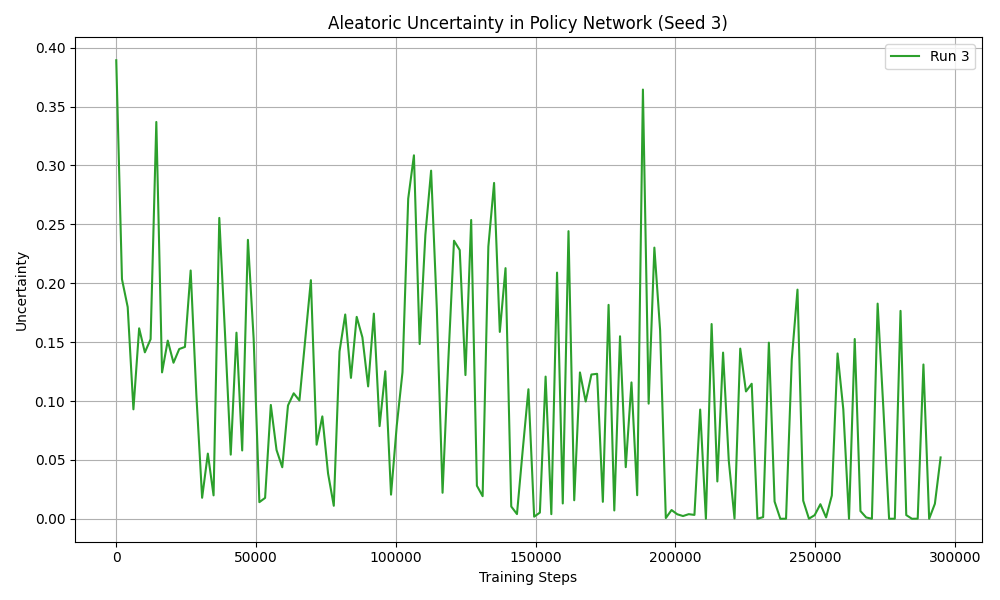 Aleatoric Uncertainty in Policy Network (Seed 3)
Run 3
Uncertainty
0.40
0.35
0.30
0.25
0.20
0.15
0.10
0.05
0.00
0 50000 100000 150000 200000 250000 300000
Training Steps